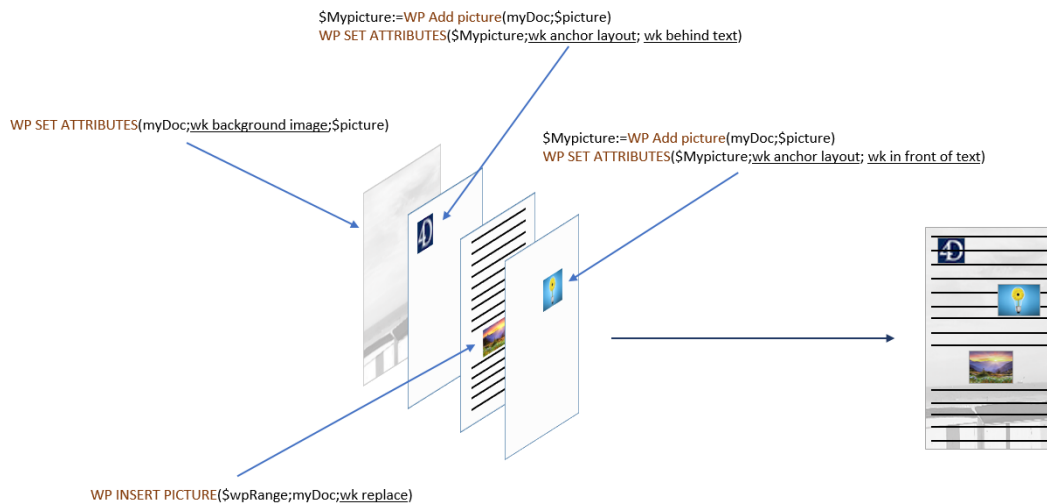 $Mypicture:=WP Add picture(myDoc;$picture)
WP SET ATTRIBUTES($Mypicture;wk anchor layout; wk behind text)
WP SET ATTRIBUTES(myDoc;wk background image;$picture)
$Mypicture:=WP Add picture(myDoc;$picture)
WP SET ATTRIBUTES($Mypicture;wk anchor layout; wk in front of text)
4D
4D
WP INSERT PICTURE($wpRange;myDoc;wk replace)